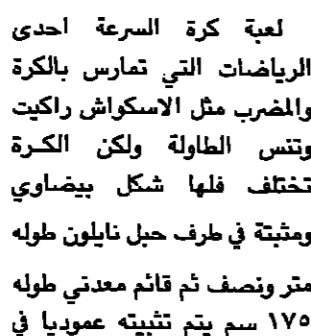 لعبة كرة السرعة احدى
الرياضات التي تمارس بالكرة
والمضرب مثل الاسكواش راكيت
وتنس الطاولة ولكن الكرة
تختلف فلها شكل بيضاوي
ومثبتة في طرف حبل نايلون طوله
متر ونصف ثم قائم معدني طوله
١٧٥ سم يتم تثبيته عموديا في